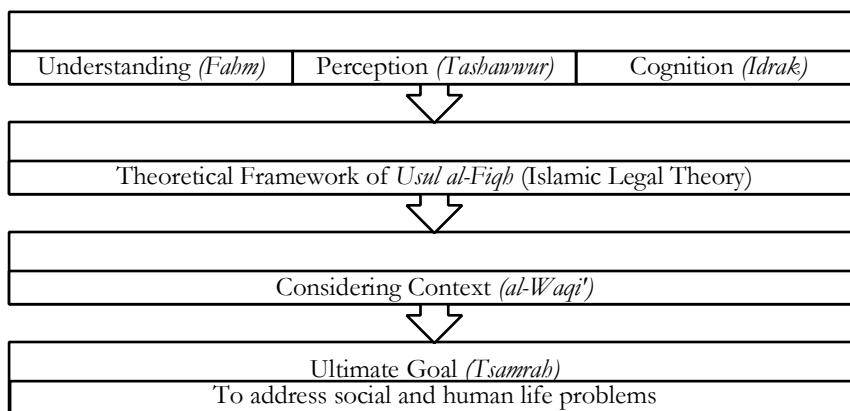 Understanding (Fahm) Perception (Tashawwur) Cognition (Idrak)
Theoretical Framework of Usul al-Fiqh (Islamic Legal Theory)
Considering Context (al-Waqi')
Ultimate Goal (Tsamrah)
To address social and human life problems